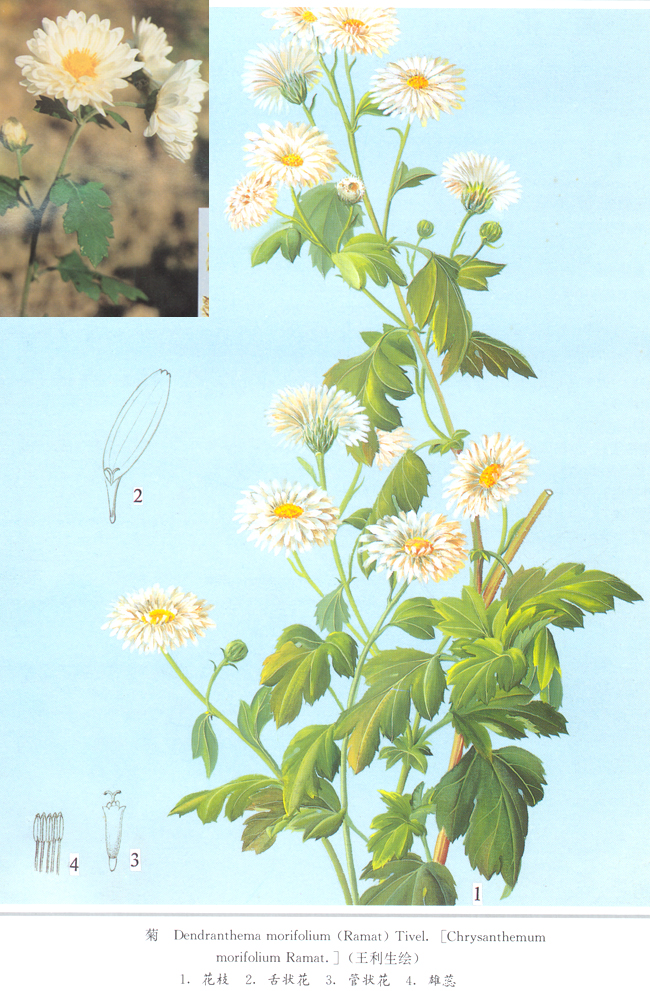 2
4
3
1
菊 Dendranthema morifolium (Ramat) Tivel. [Chrysanthemum
morifolium Ramat. ] (王利生绘)
1. 花枝 2. 舌状花 3. 管状花 4. 雄蕊